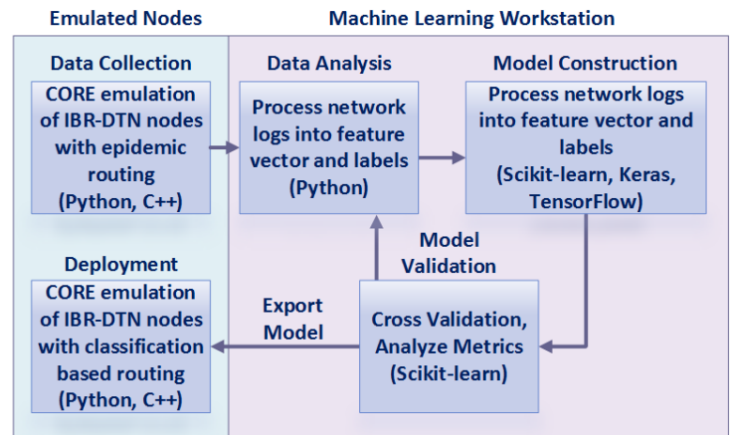 Emulated Nodes
Machine Learning Workstation
Data Collection
CORE emulation
of IBR-DTN nodes
with epidemic
routing
(Python, C++)
Data Analysis
Process network
logs into feature
vector and labels
(Python)
Model Construction
Process network logs
into feature vector and
labels
(Scikit-learn, Keras,
TensorFlow)
Deployment
CORE emulation
of IBR-DTN nodes
with classification
based routing
(Python, C++)
Export
Model
Model
Validation
Cross Validation,
Analyze Metrics
(Scikit-learn)